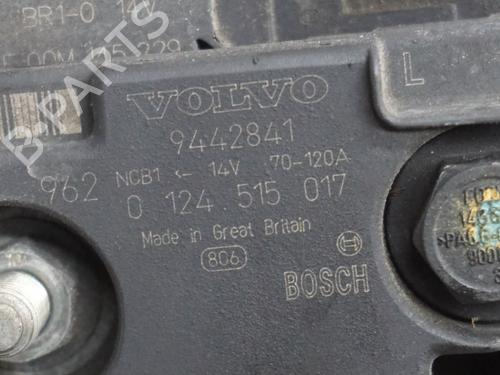 BR1-0 14V
VOLVO
L
9442841
962 NCB1 <- 14V 70-120A
0 124 515 017
Made in Great Britain
806
BOSCH